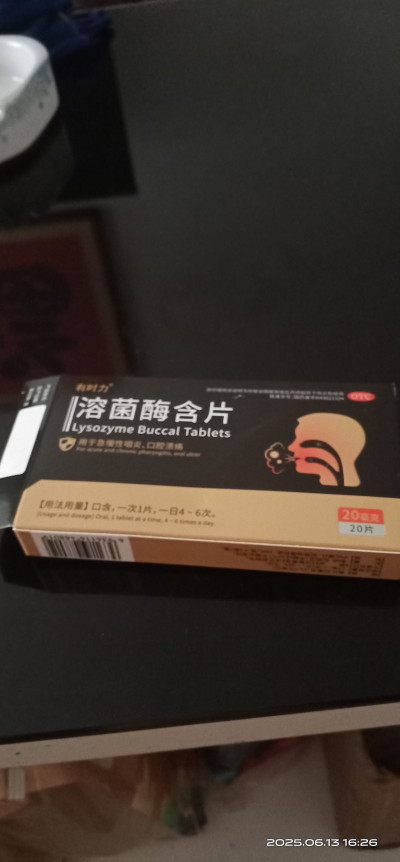 有时力
溶菌酶含片
Lysozyme Buccal Tablets
用于急慢性咽炎、口腔溃疡
For acute and chronic pharyngitis, oral ulcer
OTC
【用法用量】口含，一次1片，一日4~6次。
(Usage and dosage) Oral, 1 tablet at a time, 4 - 6 times a day
20毫克
20片
2025.06.13 16:26